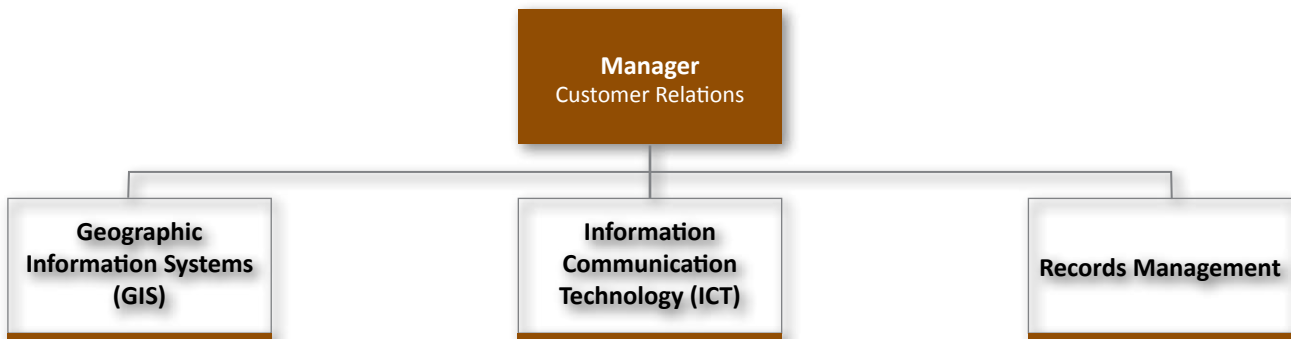 Manager
Customer Relations
Geographic
Information Systems
(GIS)
Information
Communication
Technology (ICT)
Records Management